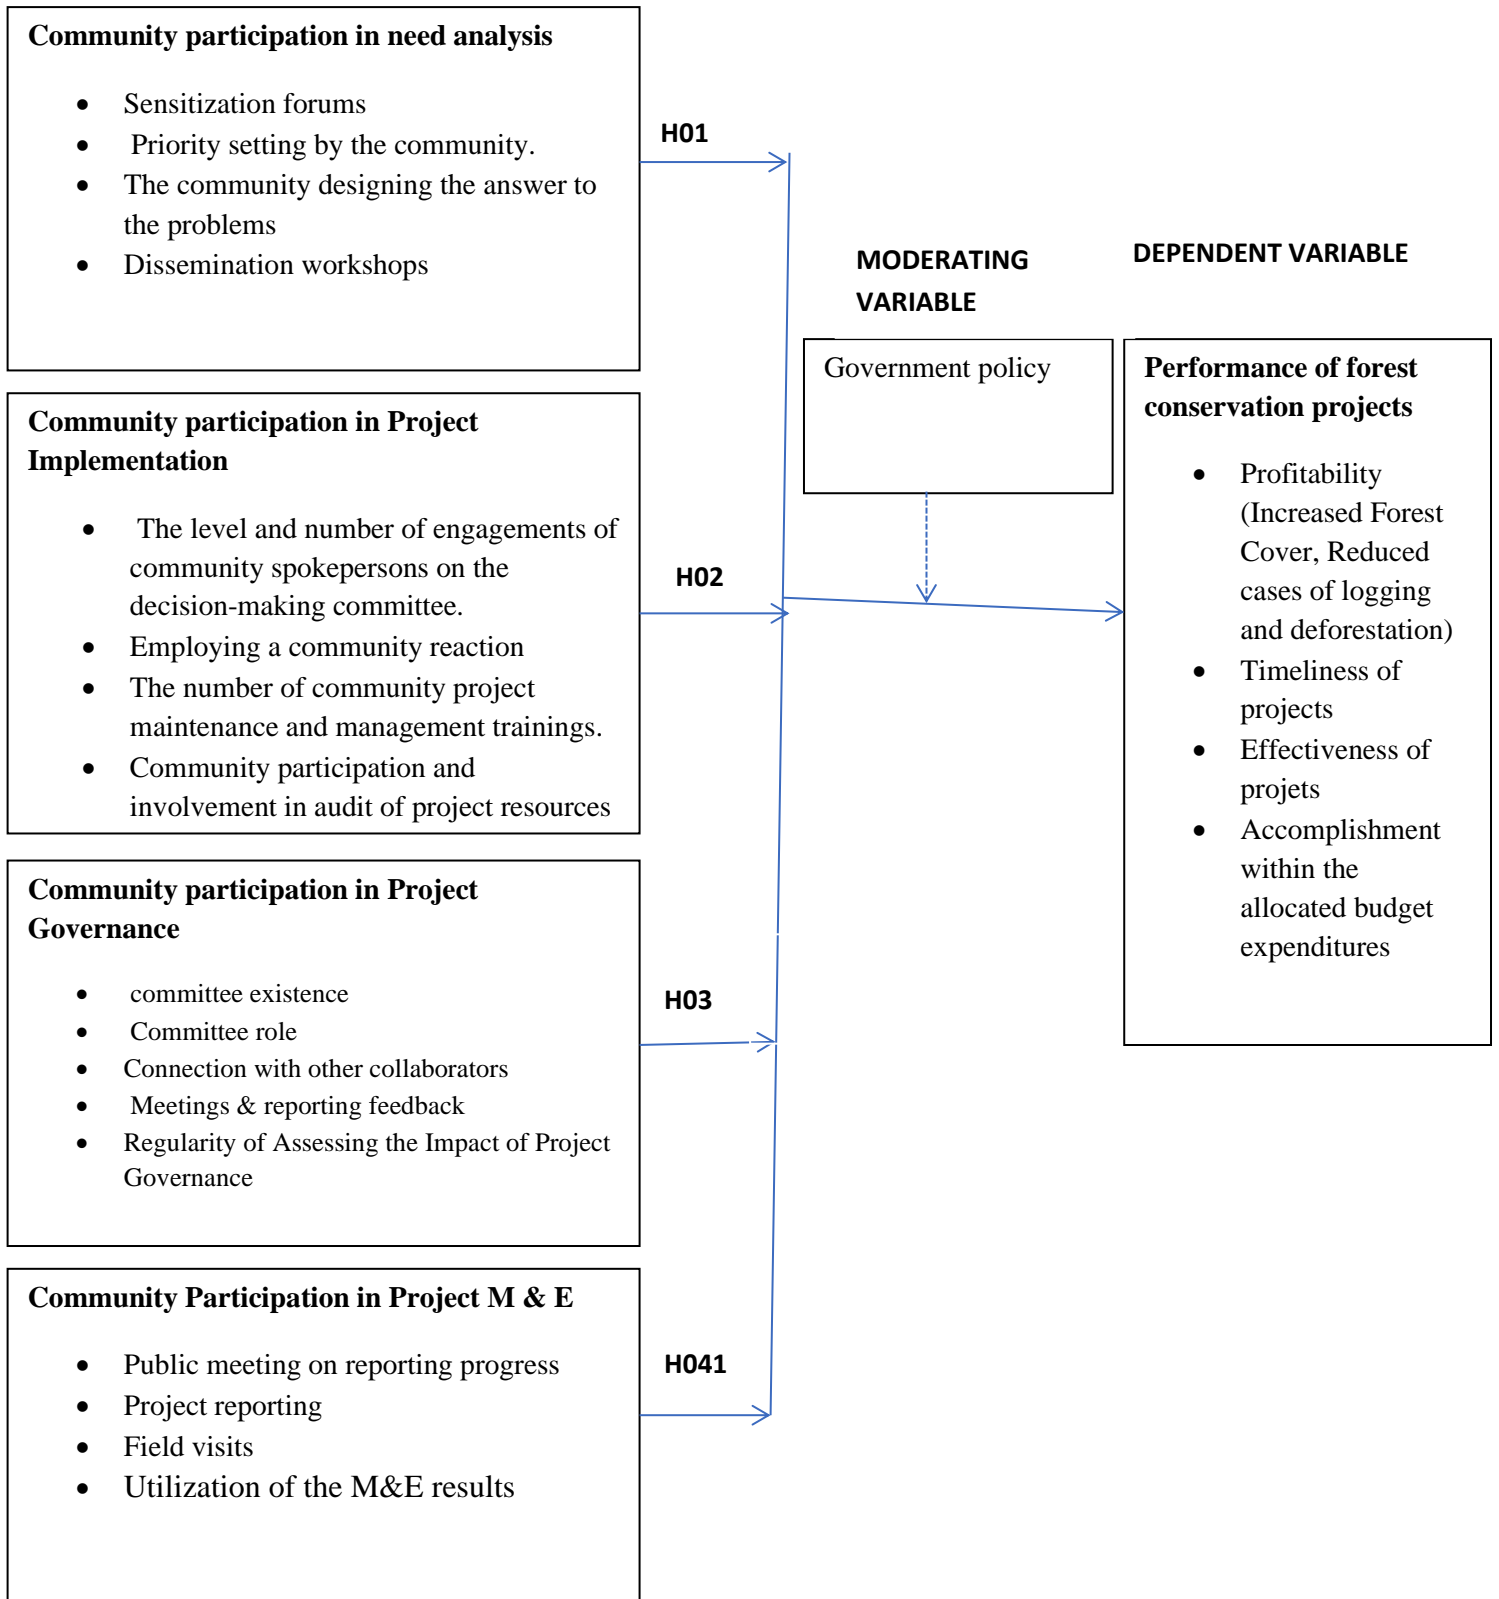 Community participation in need analysis
• Sensitization forums
• Priority setting by the community.
• The community designing the answer to
the problems
• Dissemination workshops
H01
Community participation in Project
Implementation
• The level and number of engagements of
community spokepersons on the
decision-making committee.
• Employing a community reaction
• The number of community project
maintenance and management trainings.
• Community participation and
involvement in audit of project resources
H02
Community participation in Project
Governance
• committee existence
• Committee role
• Connection with other collaborators
• Meetings & reporting feedback
• Regularity of Assessing the Impact of Project
Governance
H03
Community Participation in Project M & E
• Public meeting on reporting progress
• Project reporting
• Field visits
• Utilization of the M&E results
H041
MODERATING
VARIABLE
Government policy
DEPENDENT VARIABLE
Performance of forest
conservation projects
• Profitability
(Increased Forest
Cover, Reduced
cases of logging
and deforestation)
• Timeliness of
projects
• Effectiveness of
projets
• Accomplishment
within the
allocated budget
expenditures